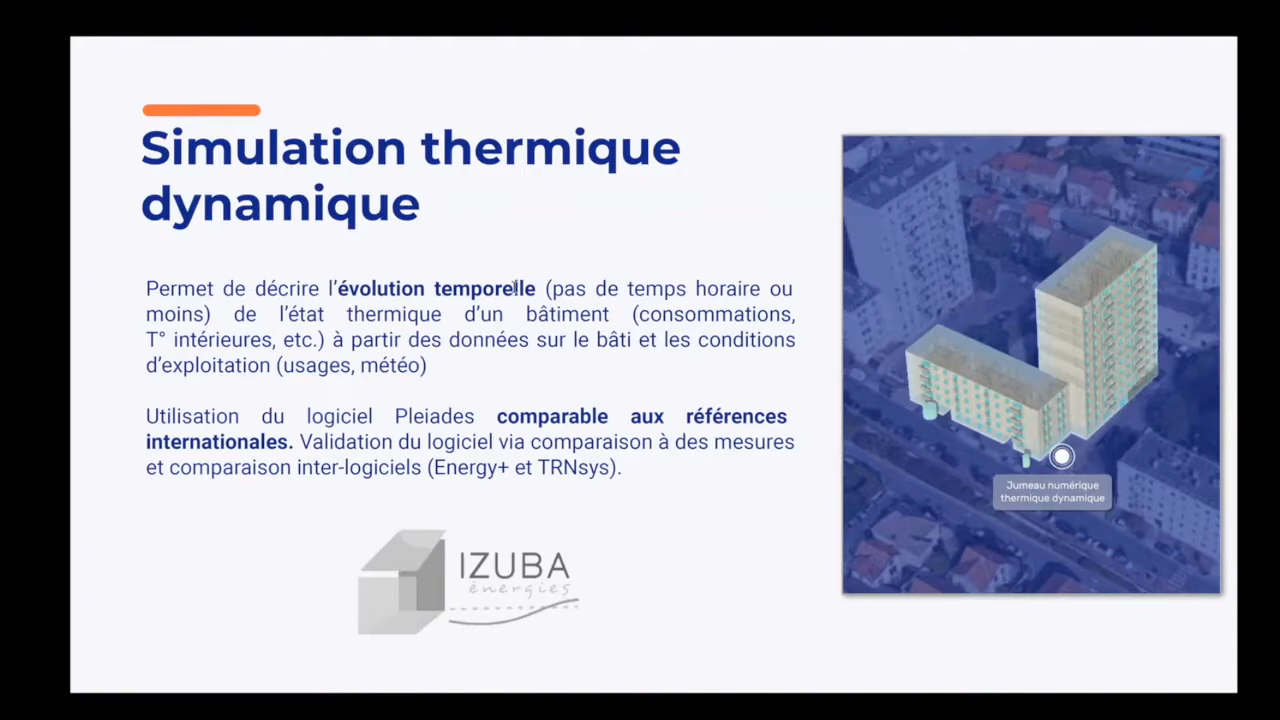 Simulation thermique
dynamique
Permet de décrire l'évolution temporelle (pas de temps horaire ou
moins) de l'état thermique d'un bâtiment (consommations,
T° intérieures, etc.) à partir des données sur le bâti et les conditions
d'exploitation (usages, météo)
Utilisation du logiciel Pleiades comparable aux références
internationales. Validation du logiciel via comparaison à des mesures
et comparaison inter-logiciels (Energy+ et TRNsys).
IZUBA
énergies
Jumeau numérique
thermique dynamique